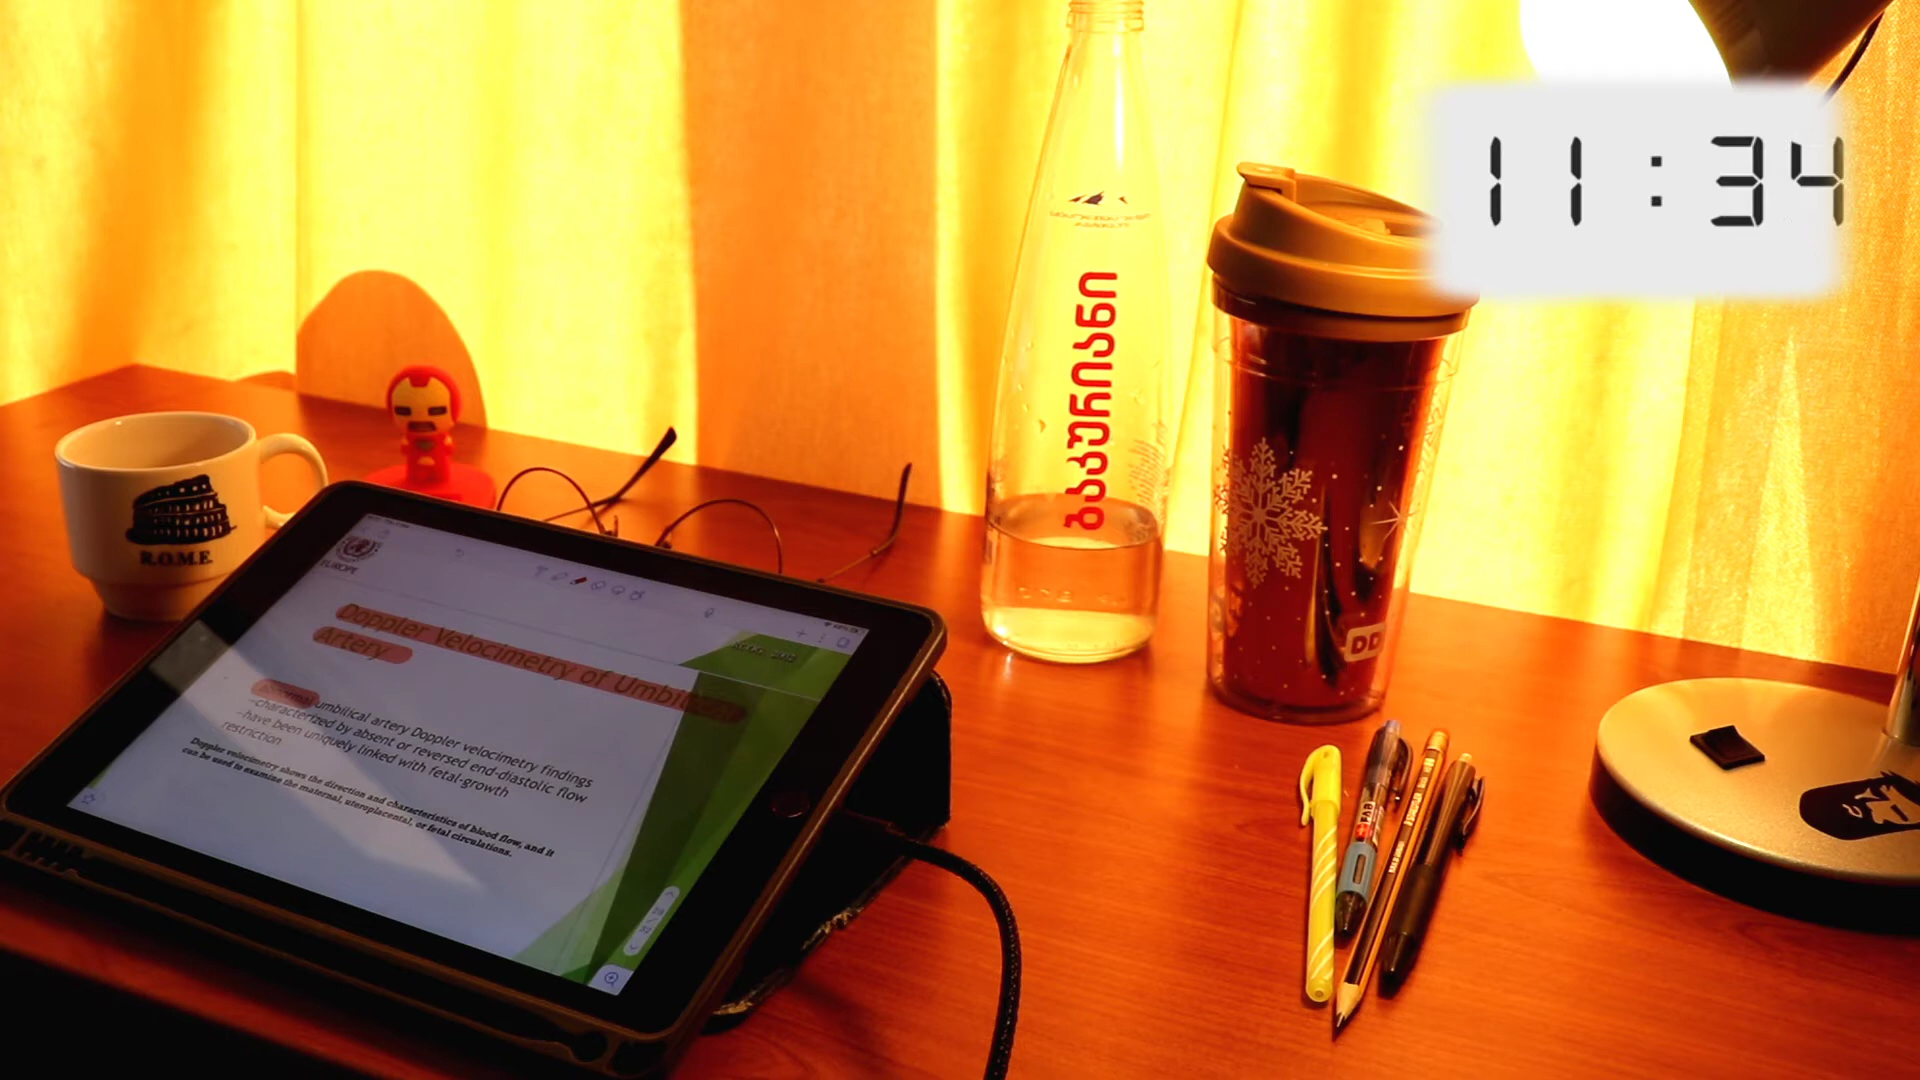 11:34
ბაკურიანი
R.O.M.E
EUROPE
Doppler Velocimetry of Umbilical
Artery
Abnormal umbilical artery Doppler velocimetry findings
–characterized by absent or reversed end-diastolic flow
–have been uniquely linked with fetal-growth
restriction
Doppler velocimetry shows the direction and characteristics of blood flow, and it
can be used to examine the maternal, uteroplacental, or fetal circulations.
DD